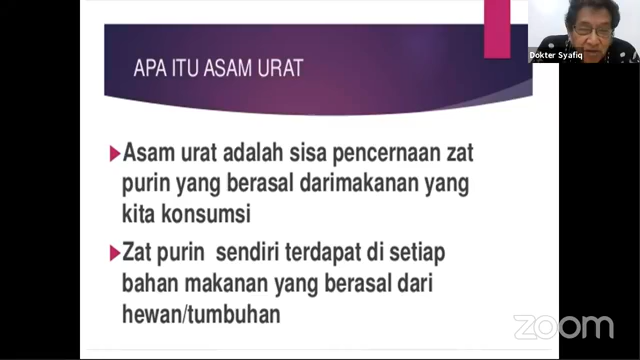 APA ITU ASAM URAT
Dokter Syafiq
Asam urat adalah sisa pencernaan zat
purin yang berasal darimakanan yang
kita konsumsi
Zat purin sendiri terdapat di setiap
bahan makanan yang berasal dari
hewan/tumbuhan
zoom